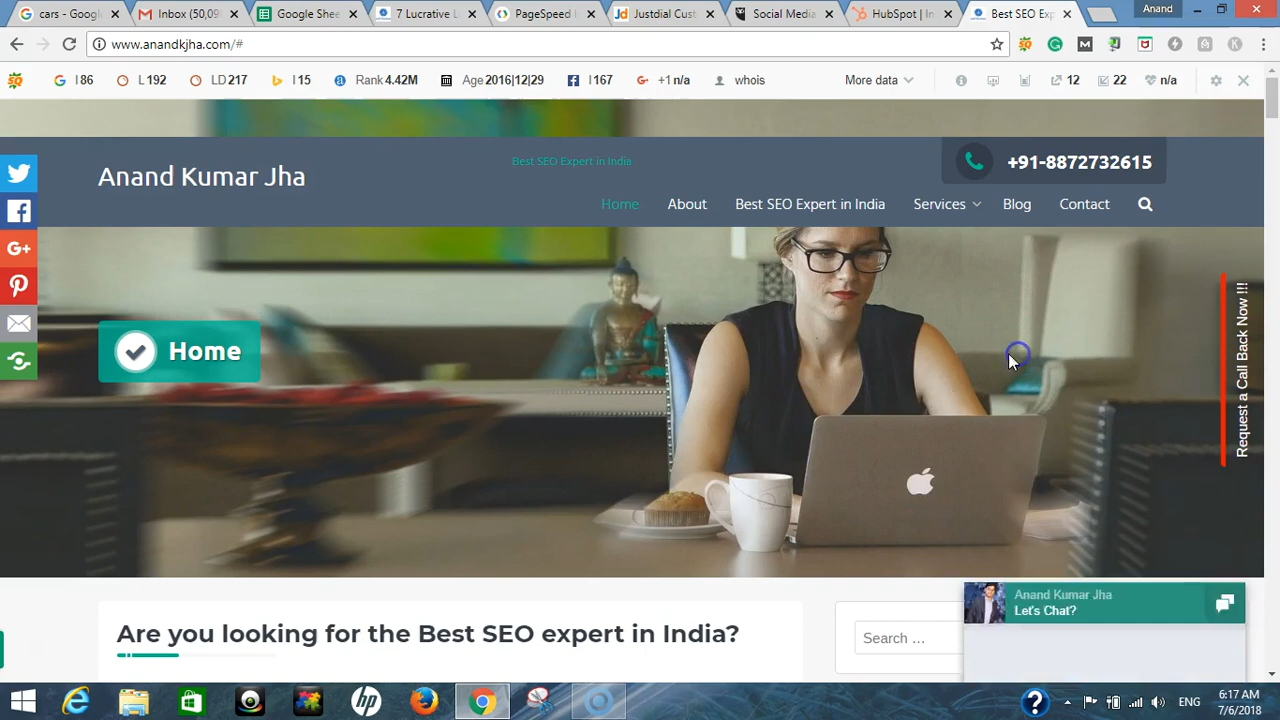 cars - Goog
Inbox (50,09
Google Shee
7 Lucrative L
PageSpeed I
Justdial Cust
Social Media
HubSpot | In
Best SEO Exp
Anand
www.anandkjha.com/#
I 86
L 192
LD 217
I 15
Rank 4.42M
Age 2016|12|29
I 167
+1 n/a
whois
More data
12
22
n/a
Best SEO Expert in India
Anand Kumar Jha
+91-8872732615
Home
About
Best SEO Expert in India
Services
Blog
Contact
Home
Request a Call Back Now !!!
Are you looking for the Best SEO expert in India?
Search …
Anand Kumar Jha
Let's Chat?
ENG
6:17 AM
7/6/2018